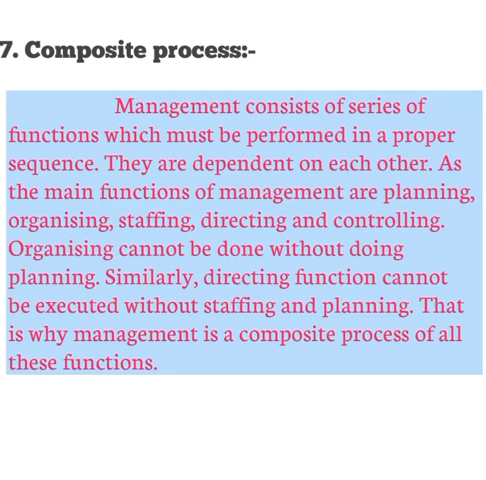 7. Composite process:-
Management consists of series of
functions which must be performed in a proper
sequence. They are dependent on each other. As
the main functions of management are planning,
organising, staffing, directing and controlling.
Organising cannot be done without doing
planning. Similarly, directing function cannot
be executed without staffing and planning. That
is why management is a composite process of all
these functions.